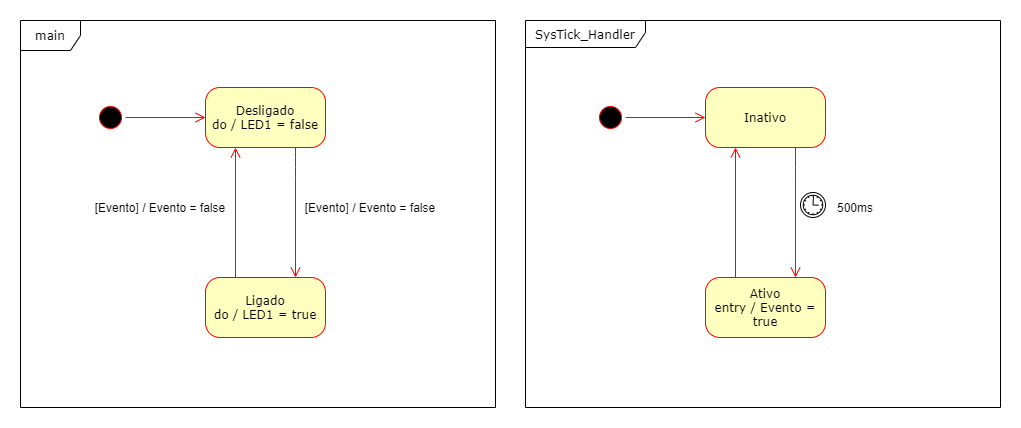 main
Desligado
do / LED1 = false
[Evento] / Evento = false
[Evento] / Evento = false
Ligado
do / LED1 = true
SysTick_Handler
Inativo
500ms
Ativo
entry / Evento =
true